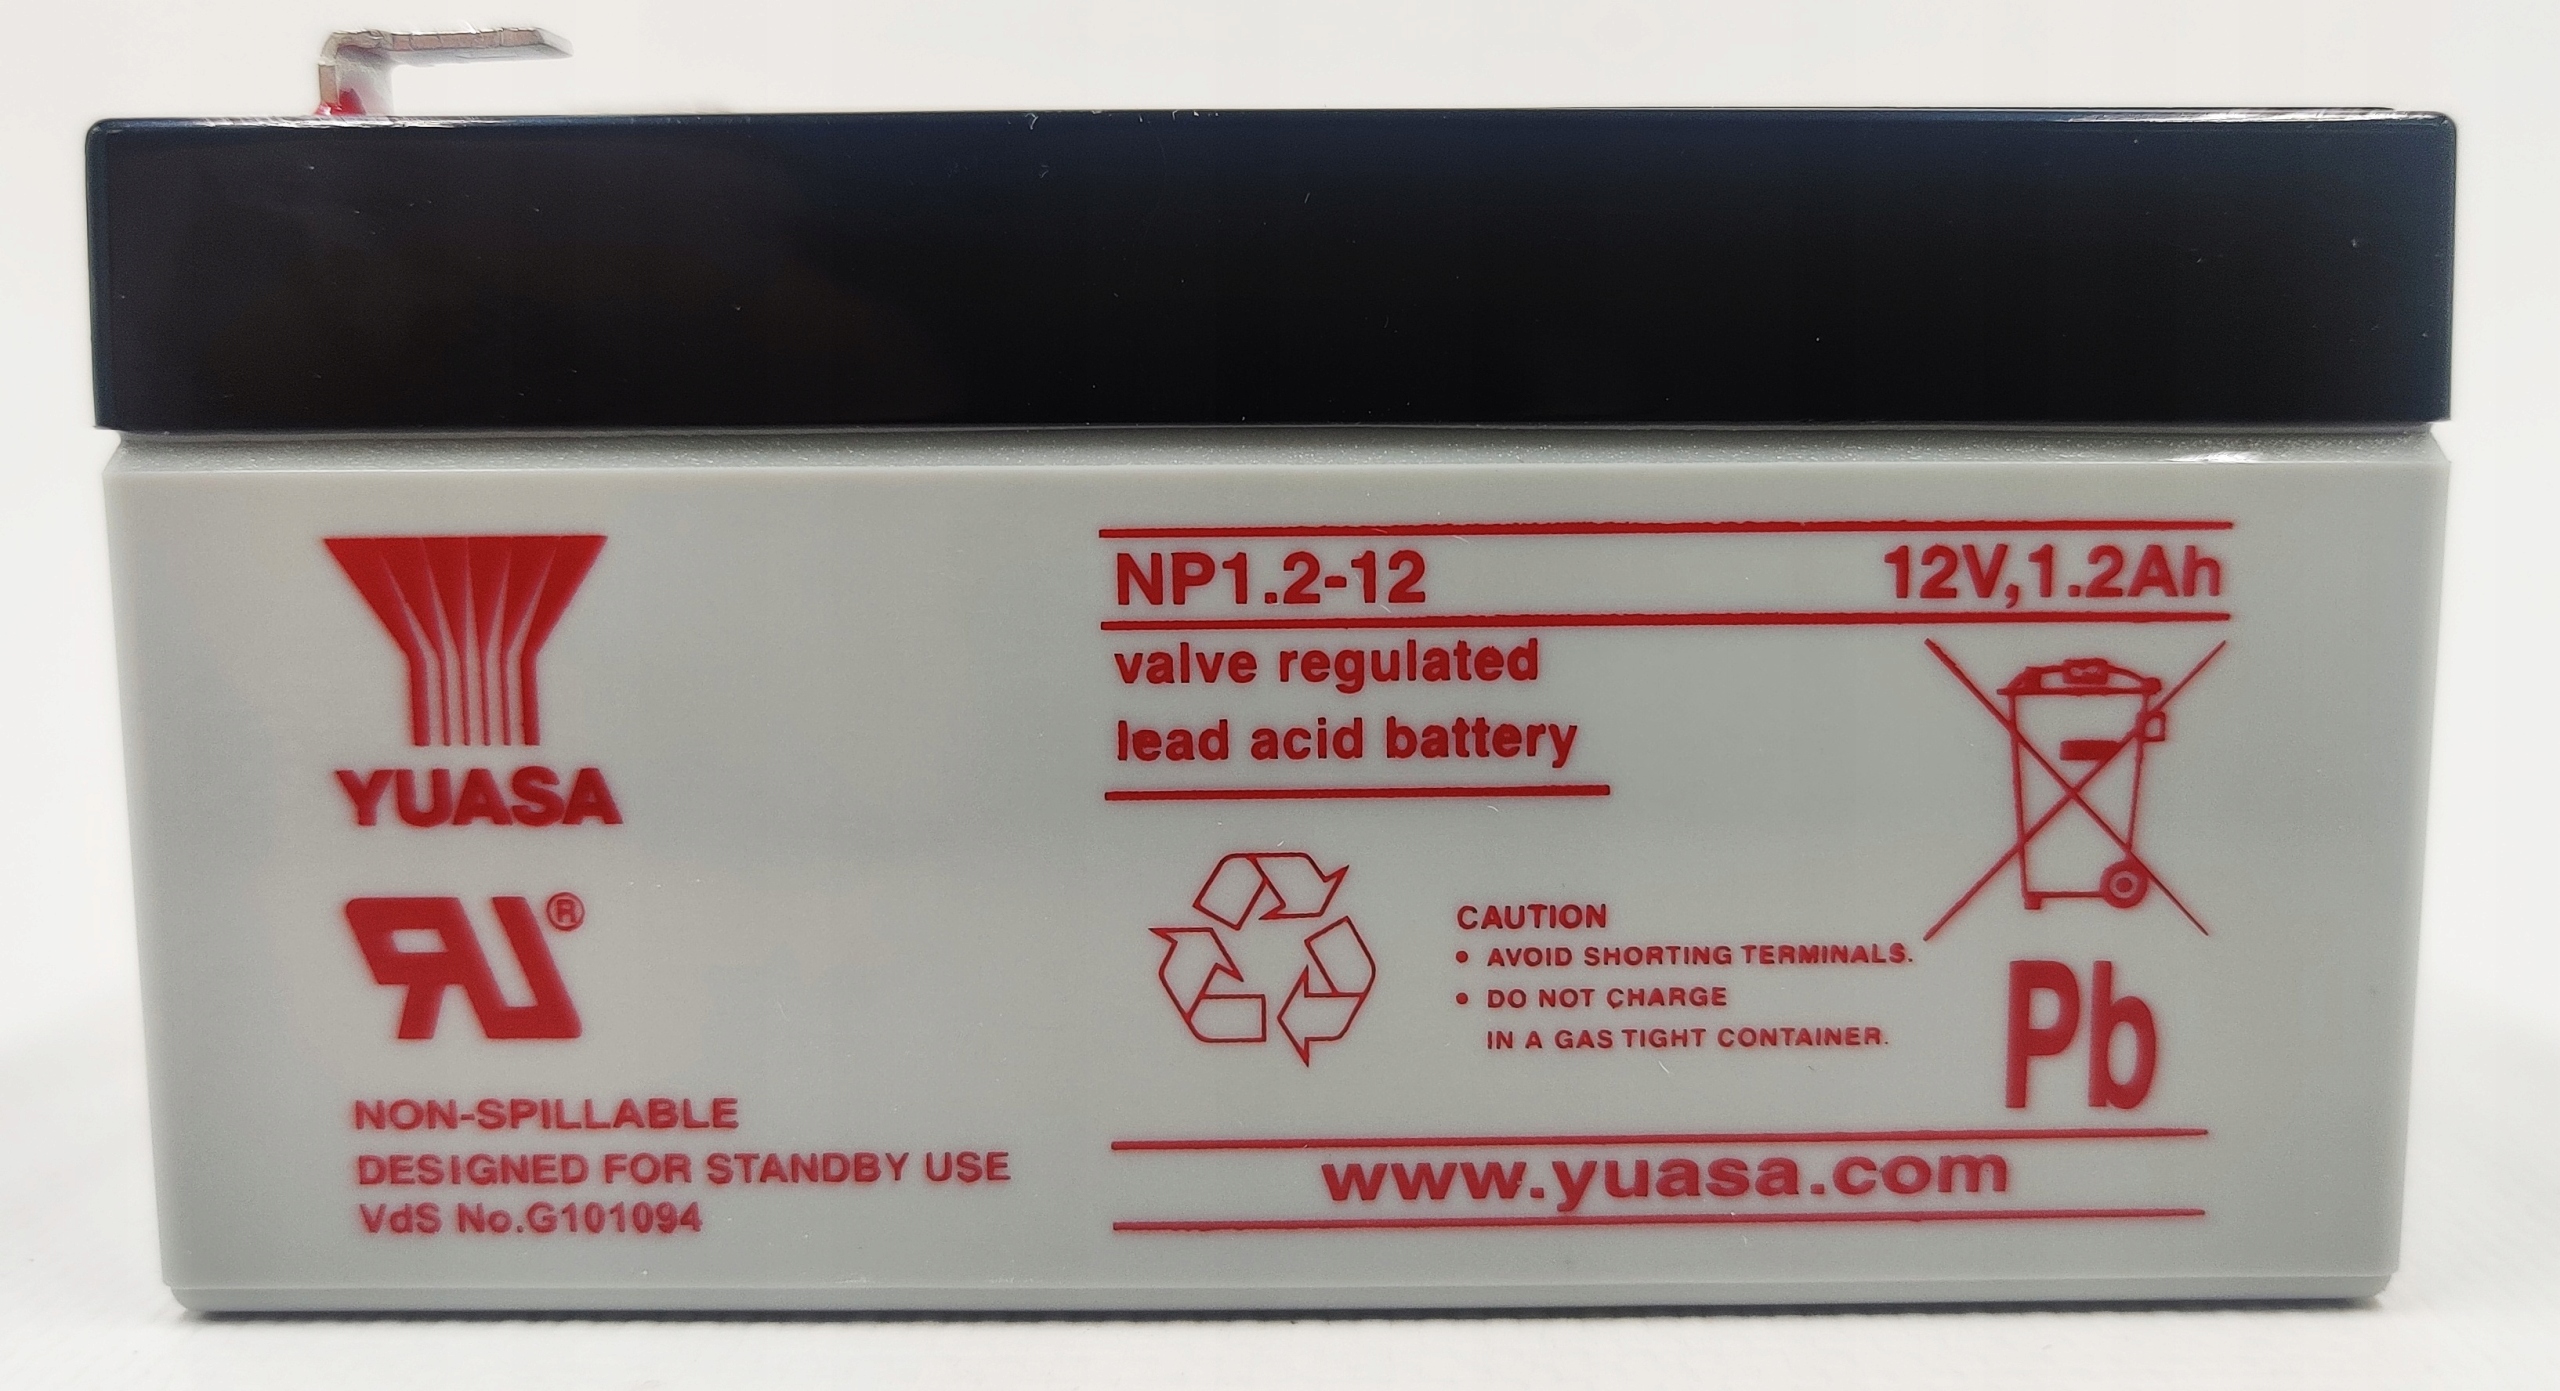 YUASA
®
NON-SPILLABLE
DESIGNED FOR STANDBY USE
VdS No.G101094
NP1.2-12 12V,1.2Ah
valve regulated
lead acid battery
CAUTION
• AVOID SHORTING TERMINALS.
• DO NOT CHARGE
IN A GAS TIGHT CONTAINER.
Pb
www.yuasa.com